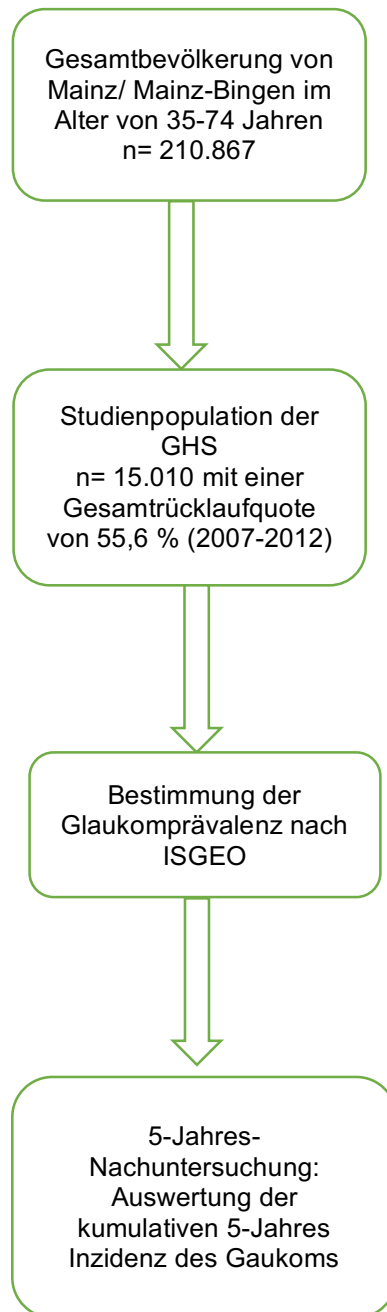 Gesamtbevölkerung von
Mainz/ Mainz-Bingen im
Alter von 35-74 Jahren
n= 210.867
Studienpopulation der
GHS
n= 15.010 mit einer
Gesamtrücklaufquote
von 55,6 % (2007-2012)
Bestimmung der
Glaukomprävalenz nach
ISGEO
5-Jahres-
Nachuntersuchung:
Auswertung der
kumulativen 5-Jahres
Inzidenz des Gaukoms